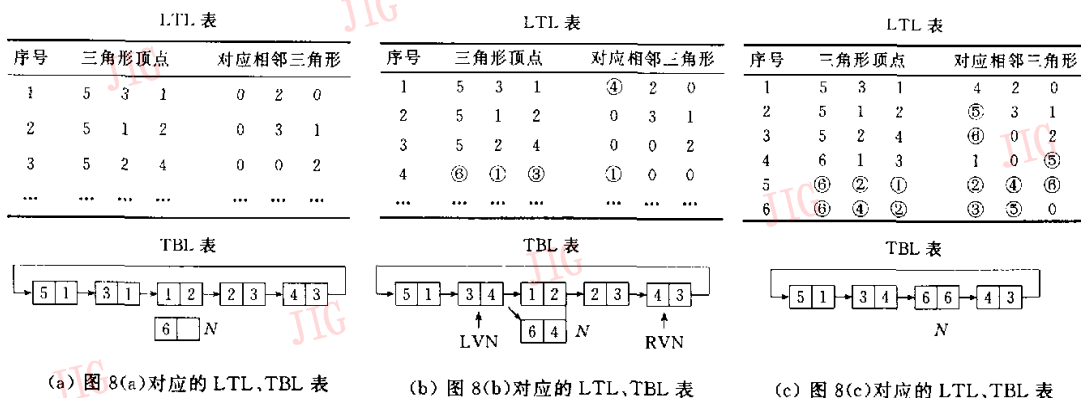 LTL 表
序号 三角形顶点 对应相邻三角形
1 5 3 1 0 2 0
2 5 1 2 0 3 1
3 5 2 4 0 0 2
… … … … … … …
TBL 表
5 1 3 1 1 2 2 3 4 3
6 N
(a) 图 8(a)对应的 LTL、TBL 表
LTL 表
序号 三角形顶点 对应相邻三角形
1 5 3 1 ④ 2 0
2 5 1 2 0 3 1
3 5 2 4 0 0 2
4 ⑥ ① ③ ① 0 0
… … … … … … …
TBL 表
5 1 3 4 1 2 2 3 4 3
6 4 N
LVN RVN
(b) 图 8(b)对应的 LTL、TBL 表
LTL 表
序号 三角形顶点 对应相邻三角形
1 5 3 1 4 2 0
2 5 1 2 ⑤ 3 1
3 5 2 4 ⑥ 0 2
4 6 1 3 1 0 ⑤
5 ⑥ ② ① ② ④ ⑥
6 ⑥ ④ ② ③ ⑤ 0
TBL 表
5 1 3 4 6 6 4 3
N
(c) 图 8(c)对应的 LTL、TBL 表
JIG
JIG
JIG
JIG
JIG
JIG
JIG